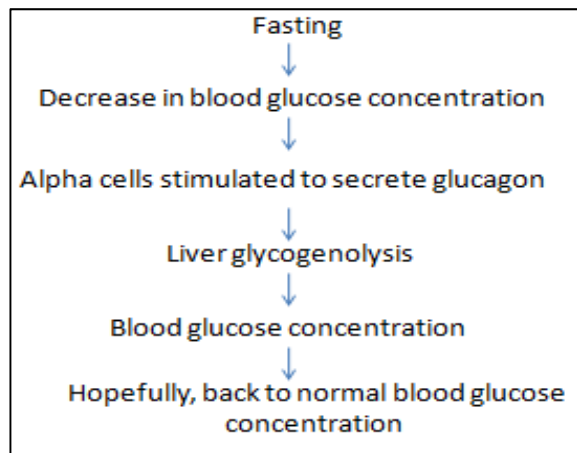 Fasting
Decrease in blood glucose concentration
Alpha cells stimulated to secrete glucagon
Liver glycogenolysis
Blood glucose concentration
Hopefully, back to normal blood glucose
concentration